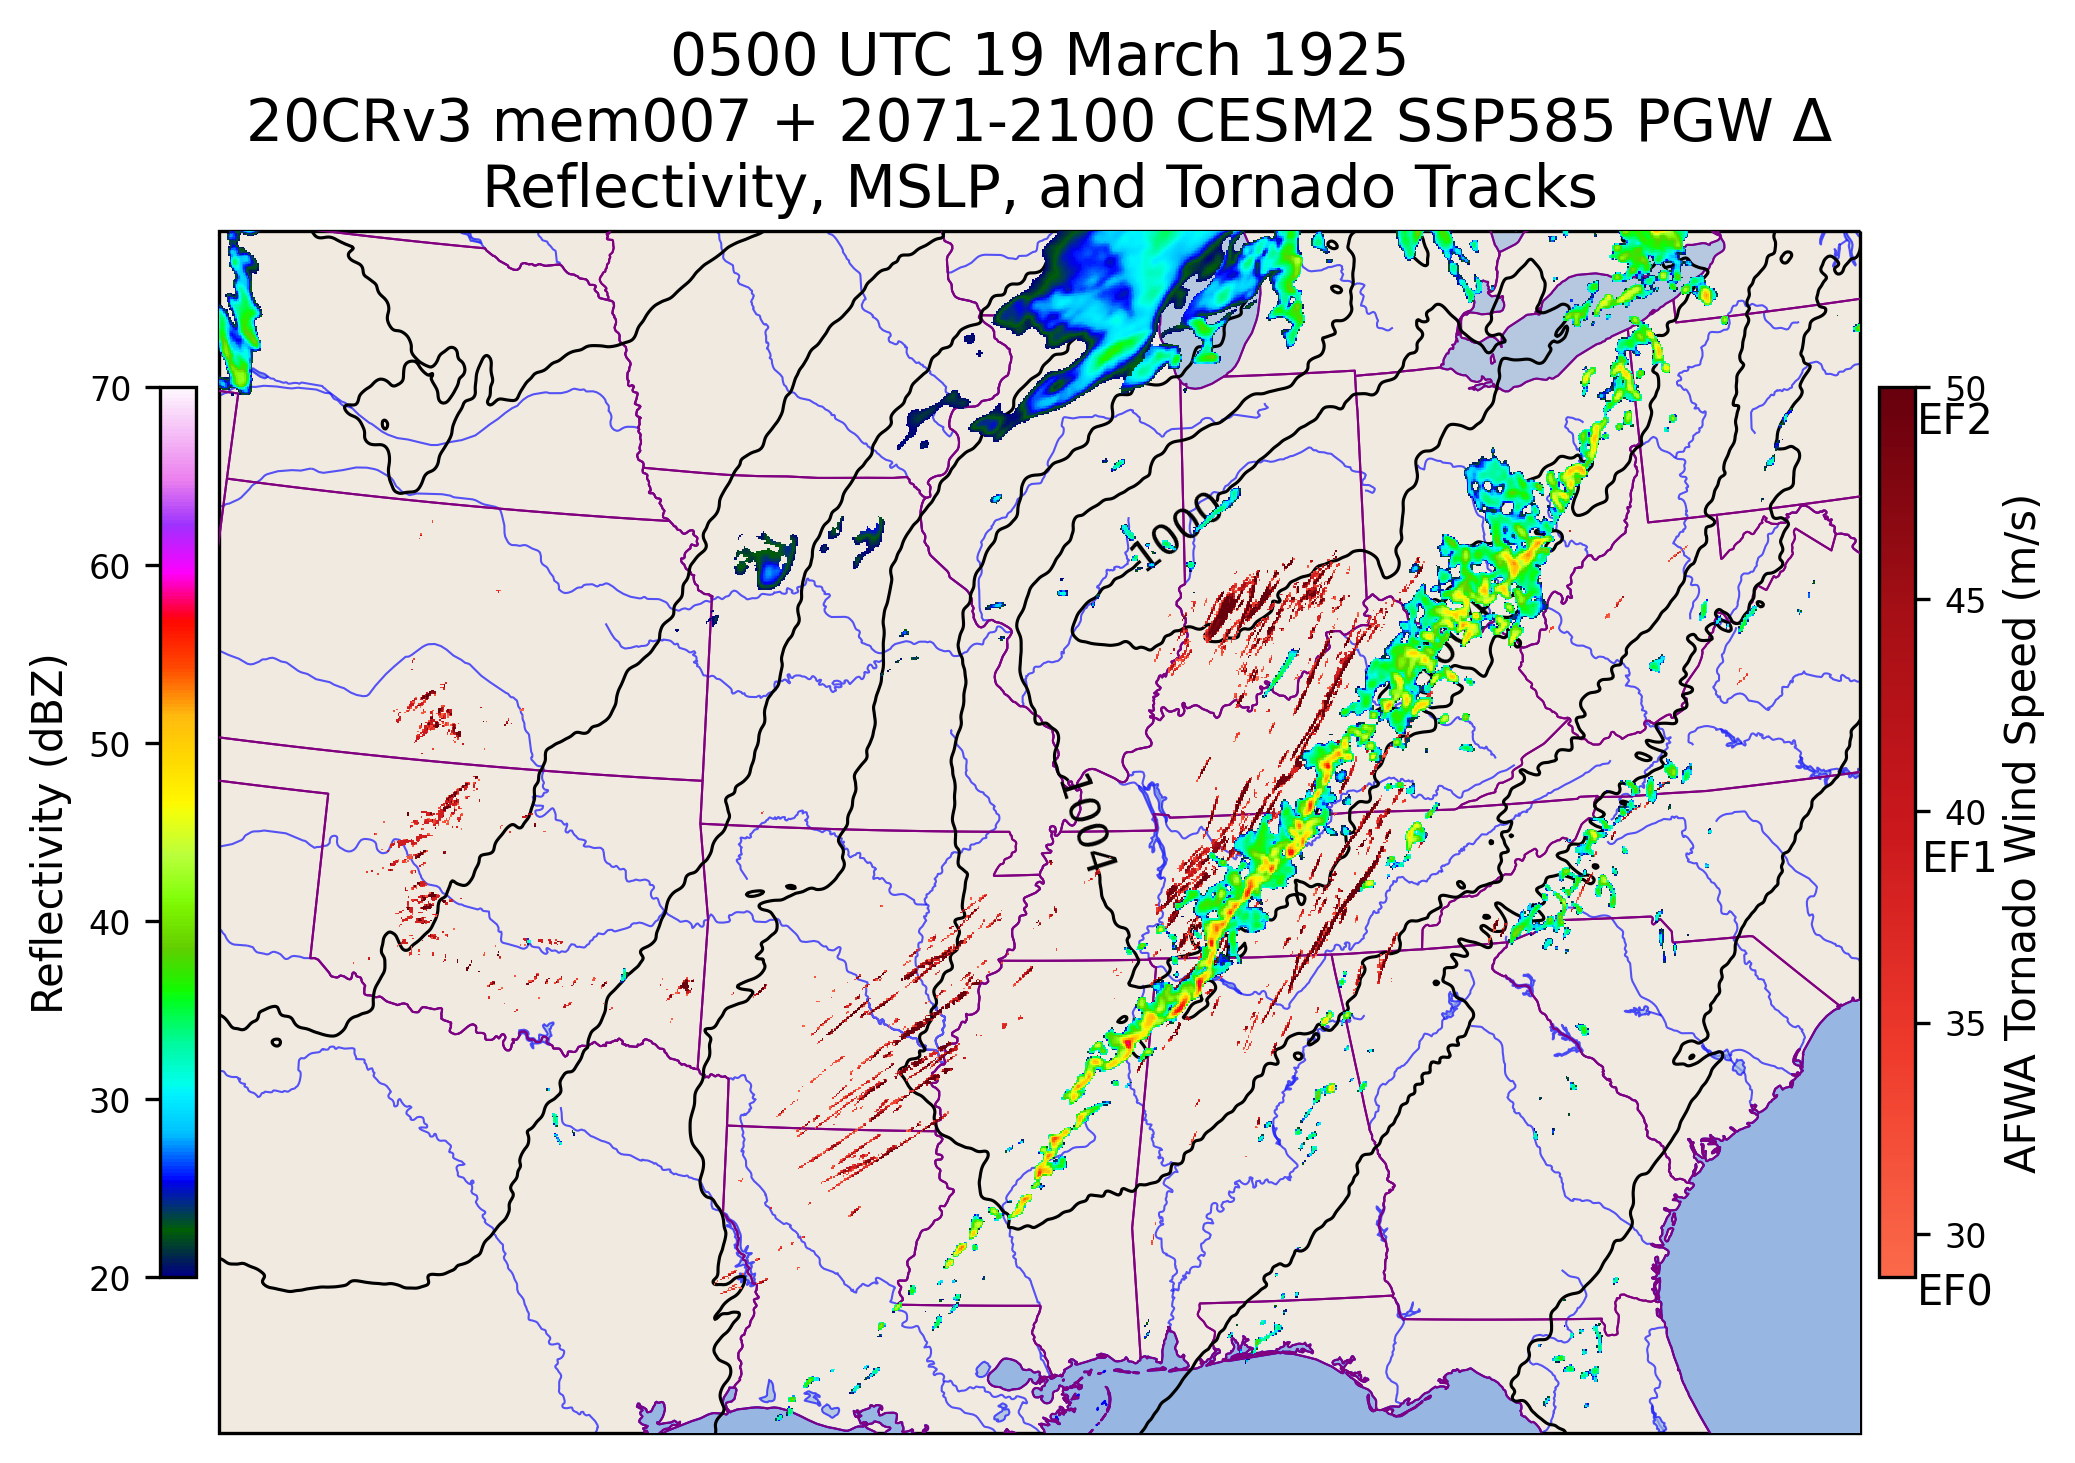 0500 UTC 19 March 1925
20CRv3 mem007 + 2071-2100 CESM2 SSP585 PGW Δ
Reflectivity, MSLP, and Tornado Tracks
Reflectivity (dBZ)
70
60
50
40
30
20
1000
1004
50
EF2
45
40
EF1
35
30
EF0
AFWA Tornado Wind Speed (m/s)